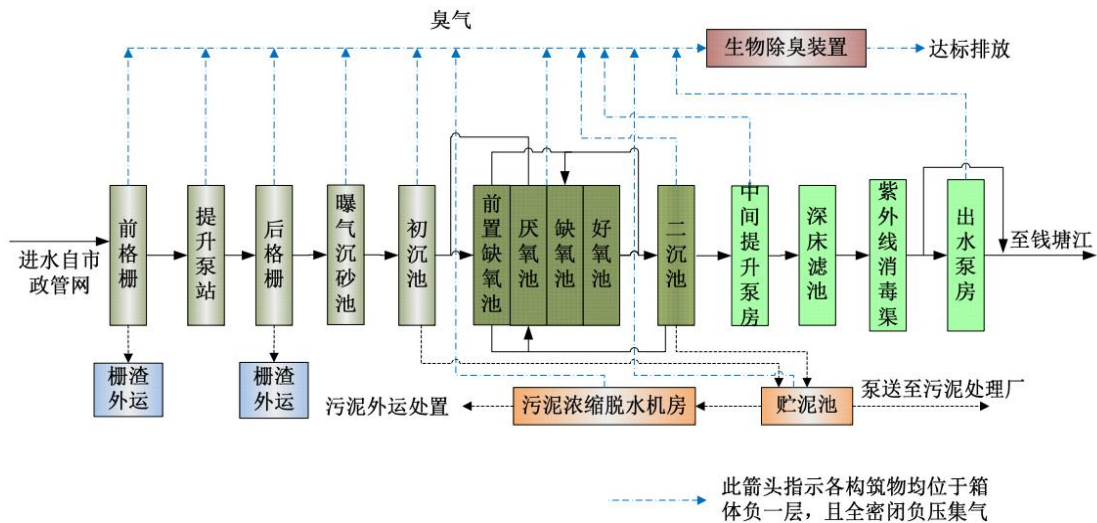 臭气
生物除臭装置
达标排放
进水自市
政管网
前格栅
提升泵站
后格栅
曝气沉砂池
初沉池
前置缺氧池
厌氧池
缺氧池
好氧池
二沉池
中间提升泵房
深床滤池
紫外线消毒渠
出水泵房
至钱塘江
栅渣
外运
栅渣
外运
污泥外运处置
污泥浓缩脱水机房
贮泥池
泵送至污泥处理厂
此箭头指示各构筑物均位于箱
体负一层，且全密闭负压集气